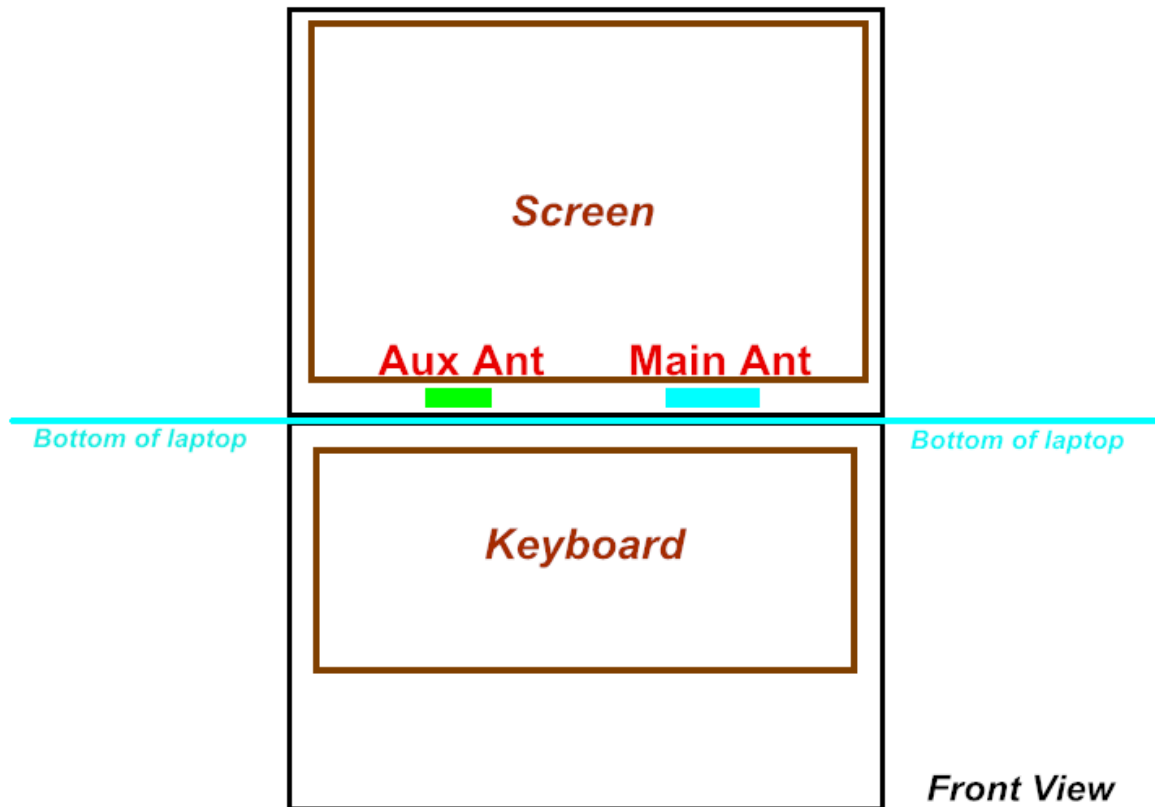 Screen
Aux Ant Main Ant
Bottom of laptop Bottom of laptop
Keyboard
Front View